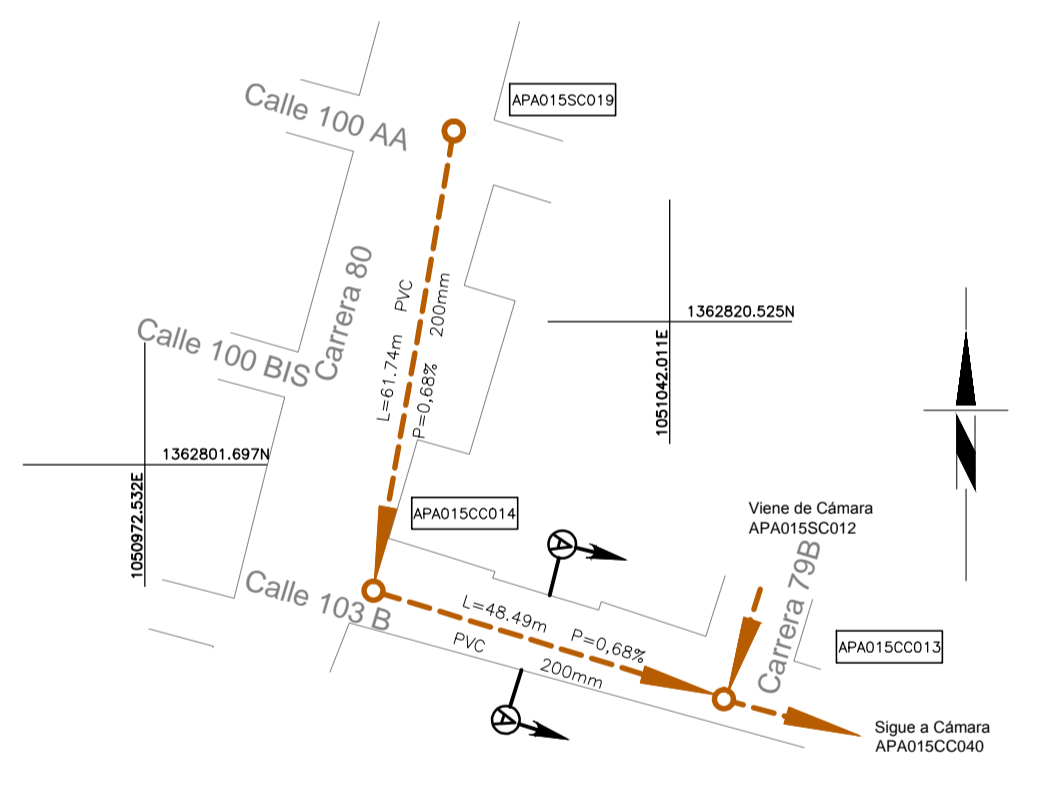 Calle 100 AA
APA015SC019
Carrera 80
L=61.74m PVC
P=0,68% 200mm
1362820.525N
1051042.011E
Calle 100 BIS
1362801.697N
1050972.532E
APA015CC014
Viene de Cámara
APA015SC012
A
Carrera 79B
Calle 103 B
L=48.49m P=0,68%
PVC 200mm
APA015CC013
A
Sigue a Cámara
APA015CC040